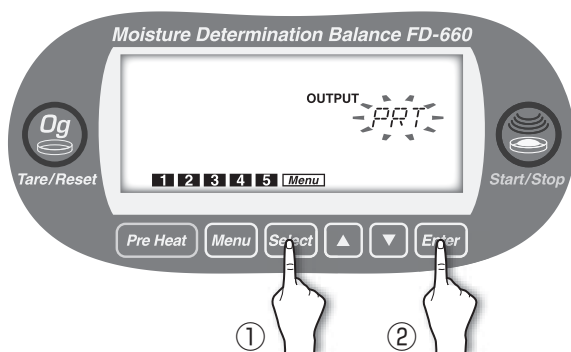 Moisture Determination Balance FD-660
OUTPUT
PRT
0g
Tare/Reset
Start/Stop
1 2 3 4 5 Menu
Pre Heat Menu Select ▲ ▼ Enter
① ②